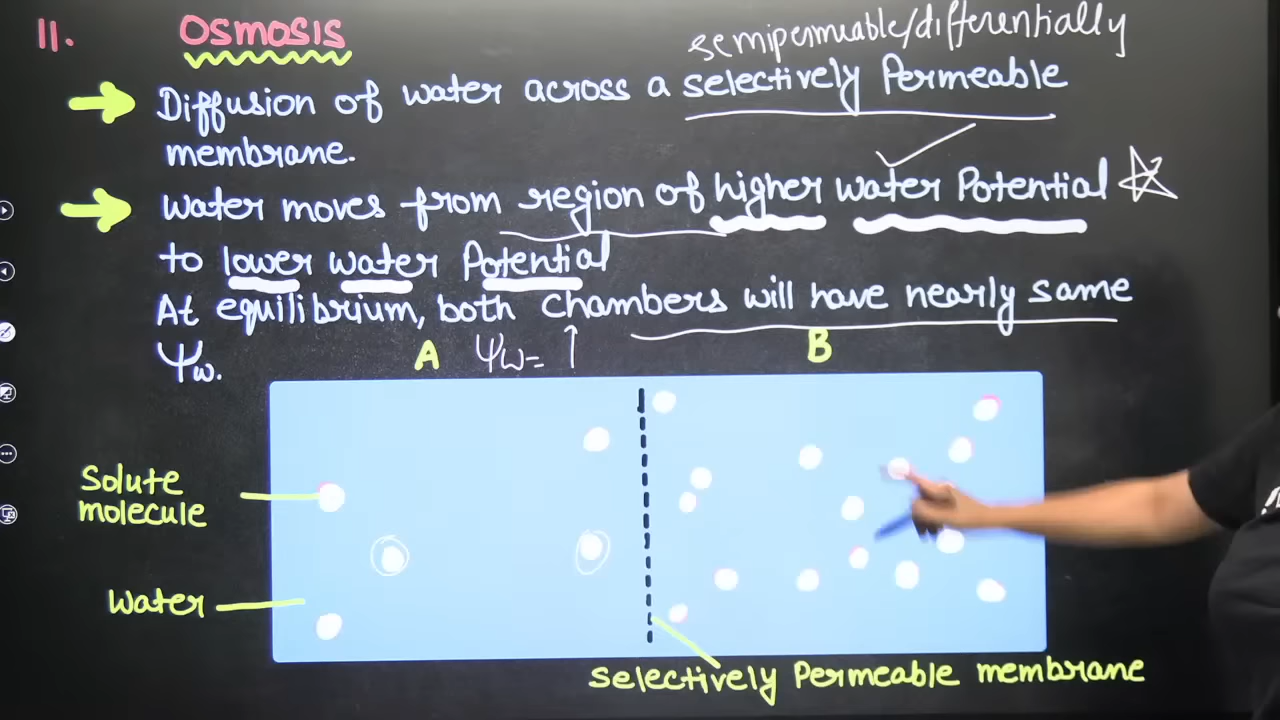 11. OSMOSIS
semipermeable/differentially
Diffusion of water across a selectively Permeable
membrane.
Water moves from region of higher water Potential
to lower water Potential
At equilibrium, both Chambers will have nearly same
Ψw.
A Ψw= ↑ B
Solute
molecule
Water
Selectively Permeable membrane